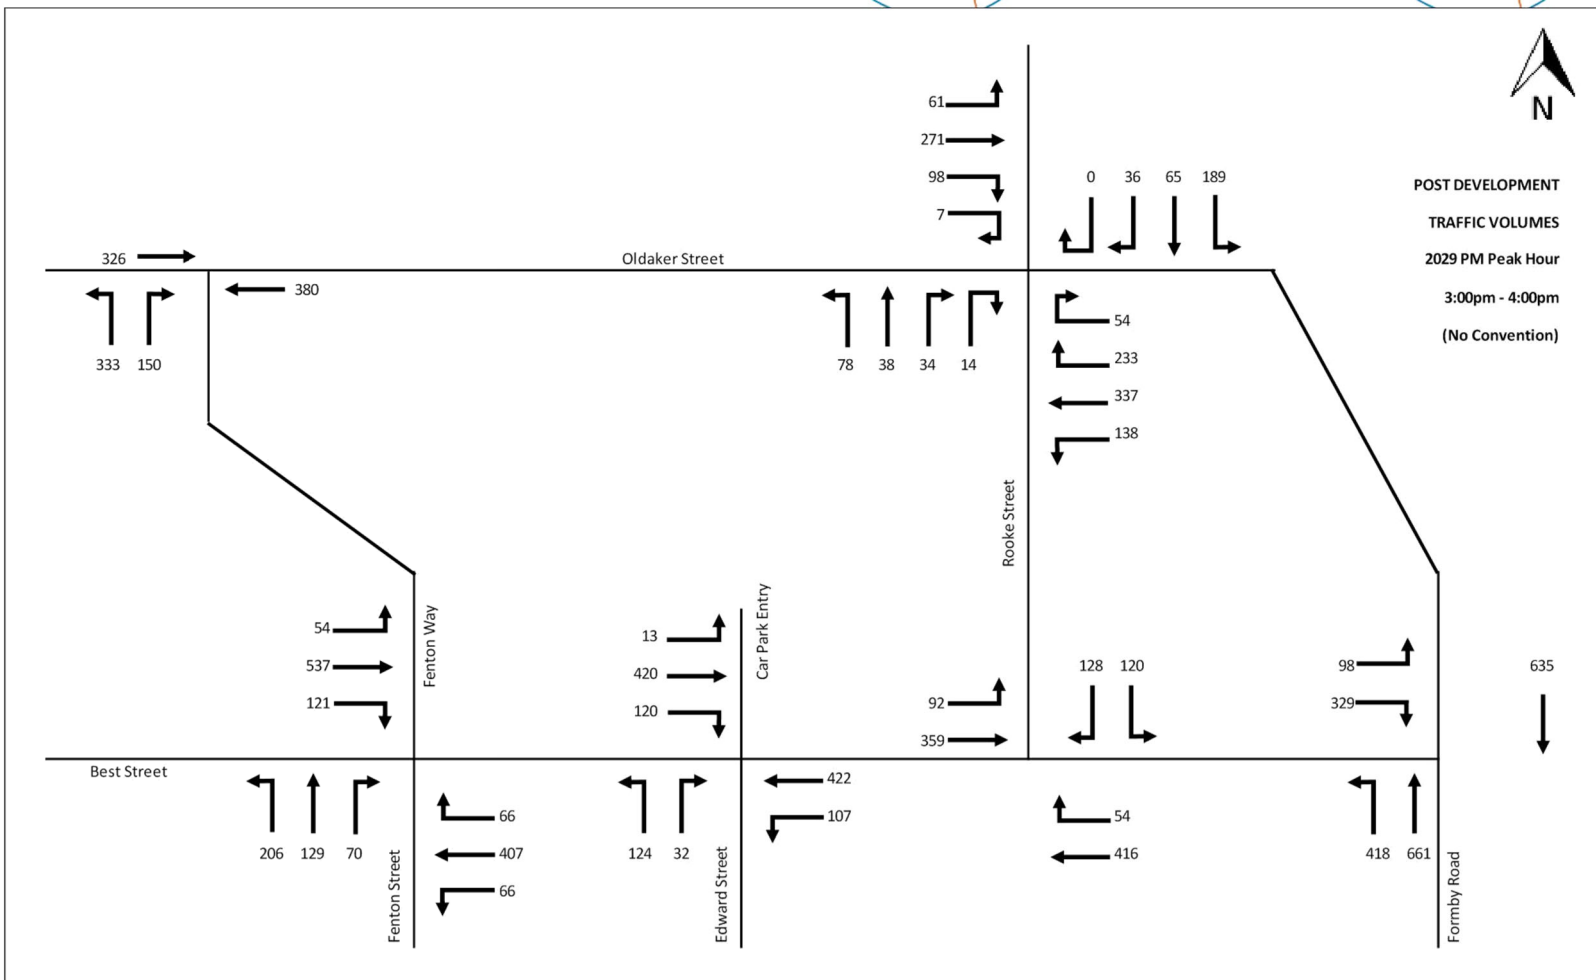 N
POST DEVELOPMENT
TRAFFIC VOLUMES
2029 PM Peak Hour
3:00pm - 4:00pm
(No Convention)
61
271
98
7
0 36 65 189
326
Oldaker Street
380
333 150
78 38 34 14
54
233
337
138
Rooke Street
54
537
121
Fenton Way
13
420
120
Car Park Entry
92
359
128 120
98
329
635
Best Street
206 129 70
66
407
66
Fenton Street
124 32
422
107
Edward Street
54
416
418 661
Formby Road